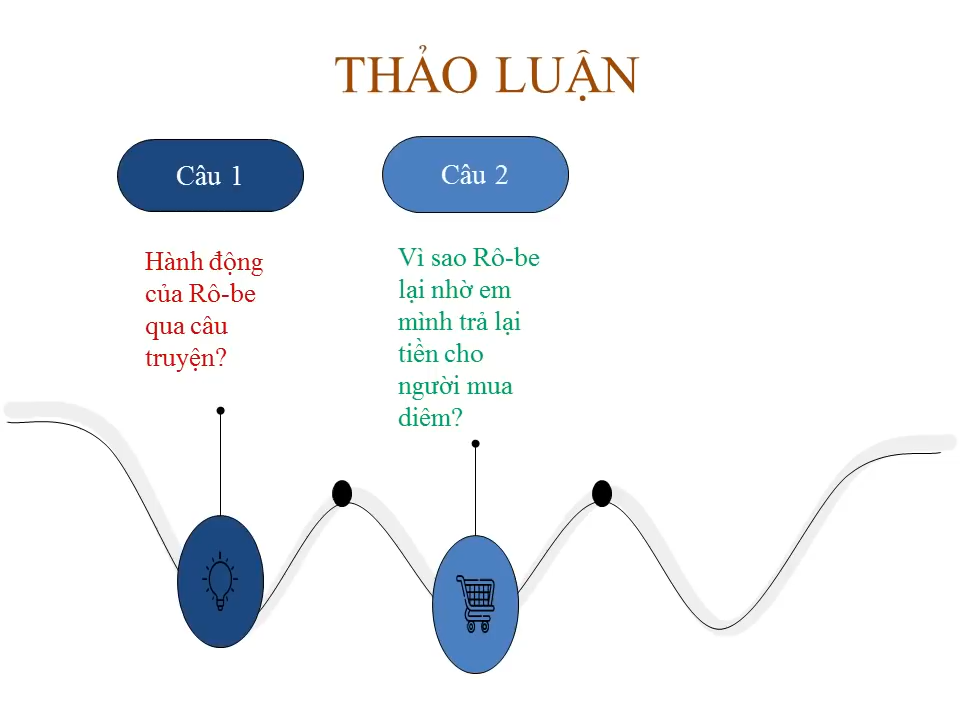 THẢO LUẬN
Câu 1
Hành động
của Rô-be
qua câu
truyện?
Câu 2
Vì sao Rô-be
lại nhờ em
mình trả lại
tiền cho
người mua
diêm?